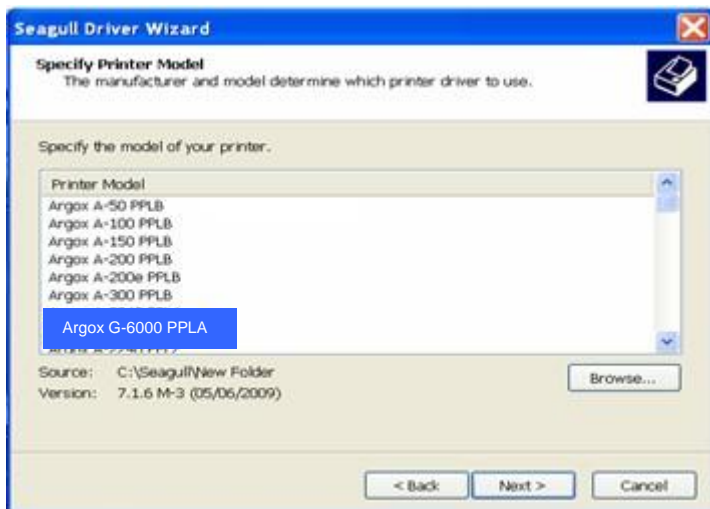 Seagull Driver Wizard
Specify Printer Model
The manufacturer and model determine which printer driver to use.
Specify the model of your printer.
Printer Model
Argox A-50 PPLB
Argox A-100 PPLB
Argox A-150 PPLB
Argox A-200 PPLB
Argox A-200e PPLB
Argox A-300 PPLB
Argox G-6000 PPLA
Source: C:\Seagull\New Folder
Browse...
Version: 7.1.6 M-3 (05/06/2009)
< Back Next > Cancel